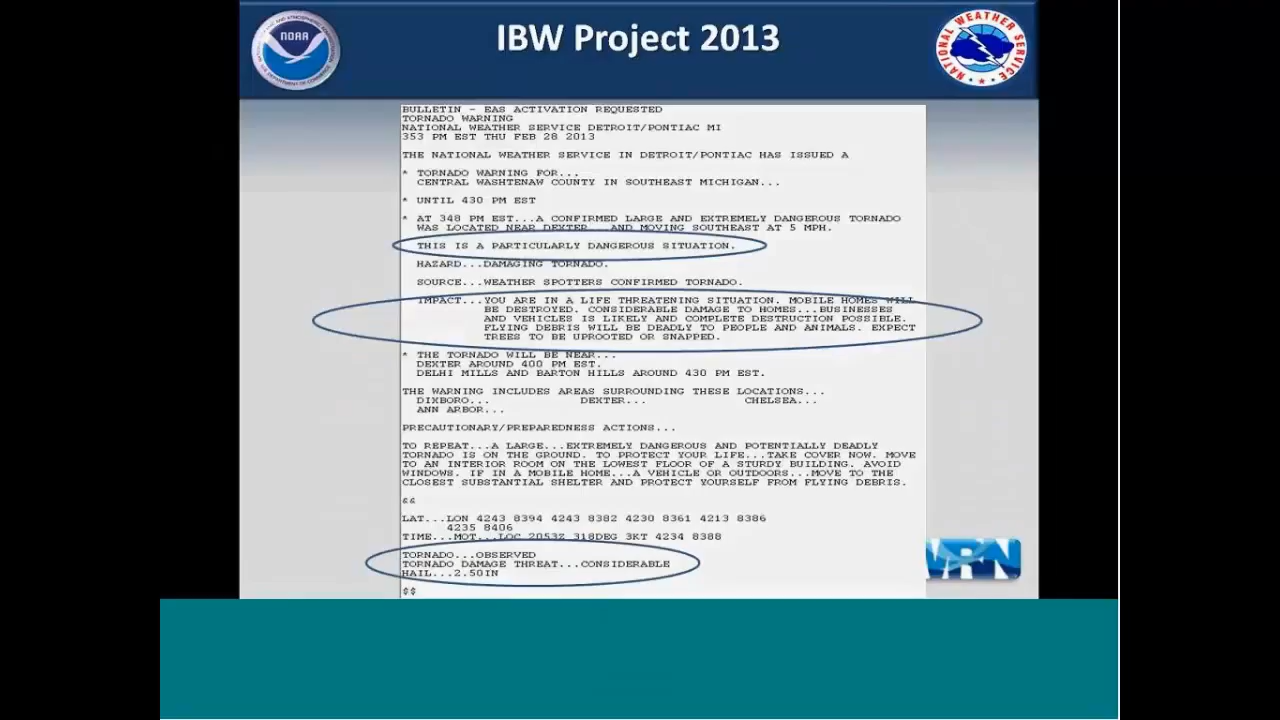 IBW Project 2013
NOAA
NATIONAL WEATHER SERVICE
BULLETIN - EAS ACTIVATION REQUESTED
TORNADO WARNING
NATIONAL WEATHER SERVICE DETROIT/PONTIAC MI
353 PM EST THU FEB 28 2013
THE NATIONAL WEATHER SERVICE IN DETROIT/PONTIAC HAS ISSUED A
* TORNADO WARNING FOR...
CENTRAL WASHTENAW COUNTY IN SOUTHEAST MICHIGAN...
* UNTIL 430 PM EST
* AT 348 PM EST...A CONFIRMED LARGE AND EXTREMELY DANGEROUS TORNADO
WAS LOCATED NEAR DEXTER...AND MOVING SOUTHEAST AT 5 MPH.
THIS IS A PARTICULARLY DANGEROUS SITUATION.
HAZARD...DAMAGING TORNADO.
SOURCE...WEATHER SPOTTERS CONFIRMED TORNADO.
IMPACT...YOU ARE IN A LIFE THREATENING SITUATION. MOBILE HOMES WILL
BE DESTROYED. CONSIDERABLE DAMAGE TO HOMES...BUSINESSES
AND VEHICLES IS LIKELY AND COMPLETE DESTRUCTION POSSIBLE.
FLYING DEBRIS WILL BE DEADLY TO PEOPLE AND ANIMALS. EXPECT
TREES TO BE UPROOTED OR SNAPPED.
* THE TORNADO WILL BE NEAR...
DEXTER AROUND 400 PM EST.
DELHI MILLS AND BARTON HILLS AROUND 430 PM EST.
THE WARNING INCLUDES AREAS SURROUNDING THESE LOCATIONS...
DIXBORO... DEXTER... CHELSEA...
ANN ARBOR...
PRECAUTIONARY/PREPAREDNESS ACTIONS...
TO REPEAT...A LARGE...EXTREMELY DANGEROUS AND POTENTIALLY DEADLY
TORNADO IS ON THE GROUND. TO PROTECT YOUR LIFE...TAKE COVER NOW. MOVE
TO AN INTERIOR ROOM ON THE LOWEST FLOOR OF A STURDY BUILDING. AVOID
WINDOWS. IF IN A MOBILE HOME...A VEHICLE OR OUTDOORS...MOVE TO THE
CLOSEST SUBSTANTIAL SHELTER AND PROTECT YOURSELF FROM FLYING DEBRIS.
&&
LAT...LON 4243 8394 4243 8382 4230 8361 4213 8386
4235 8406
TIME...MOT...LOC 2053Z 318DEG 3KT 4234 8388
TORNADO...OBSERVED
TORNADO DAMAGE THREAT...CONSIDERABLE
HAIL...2.50IN
$$